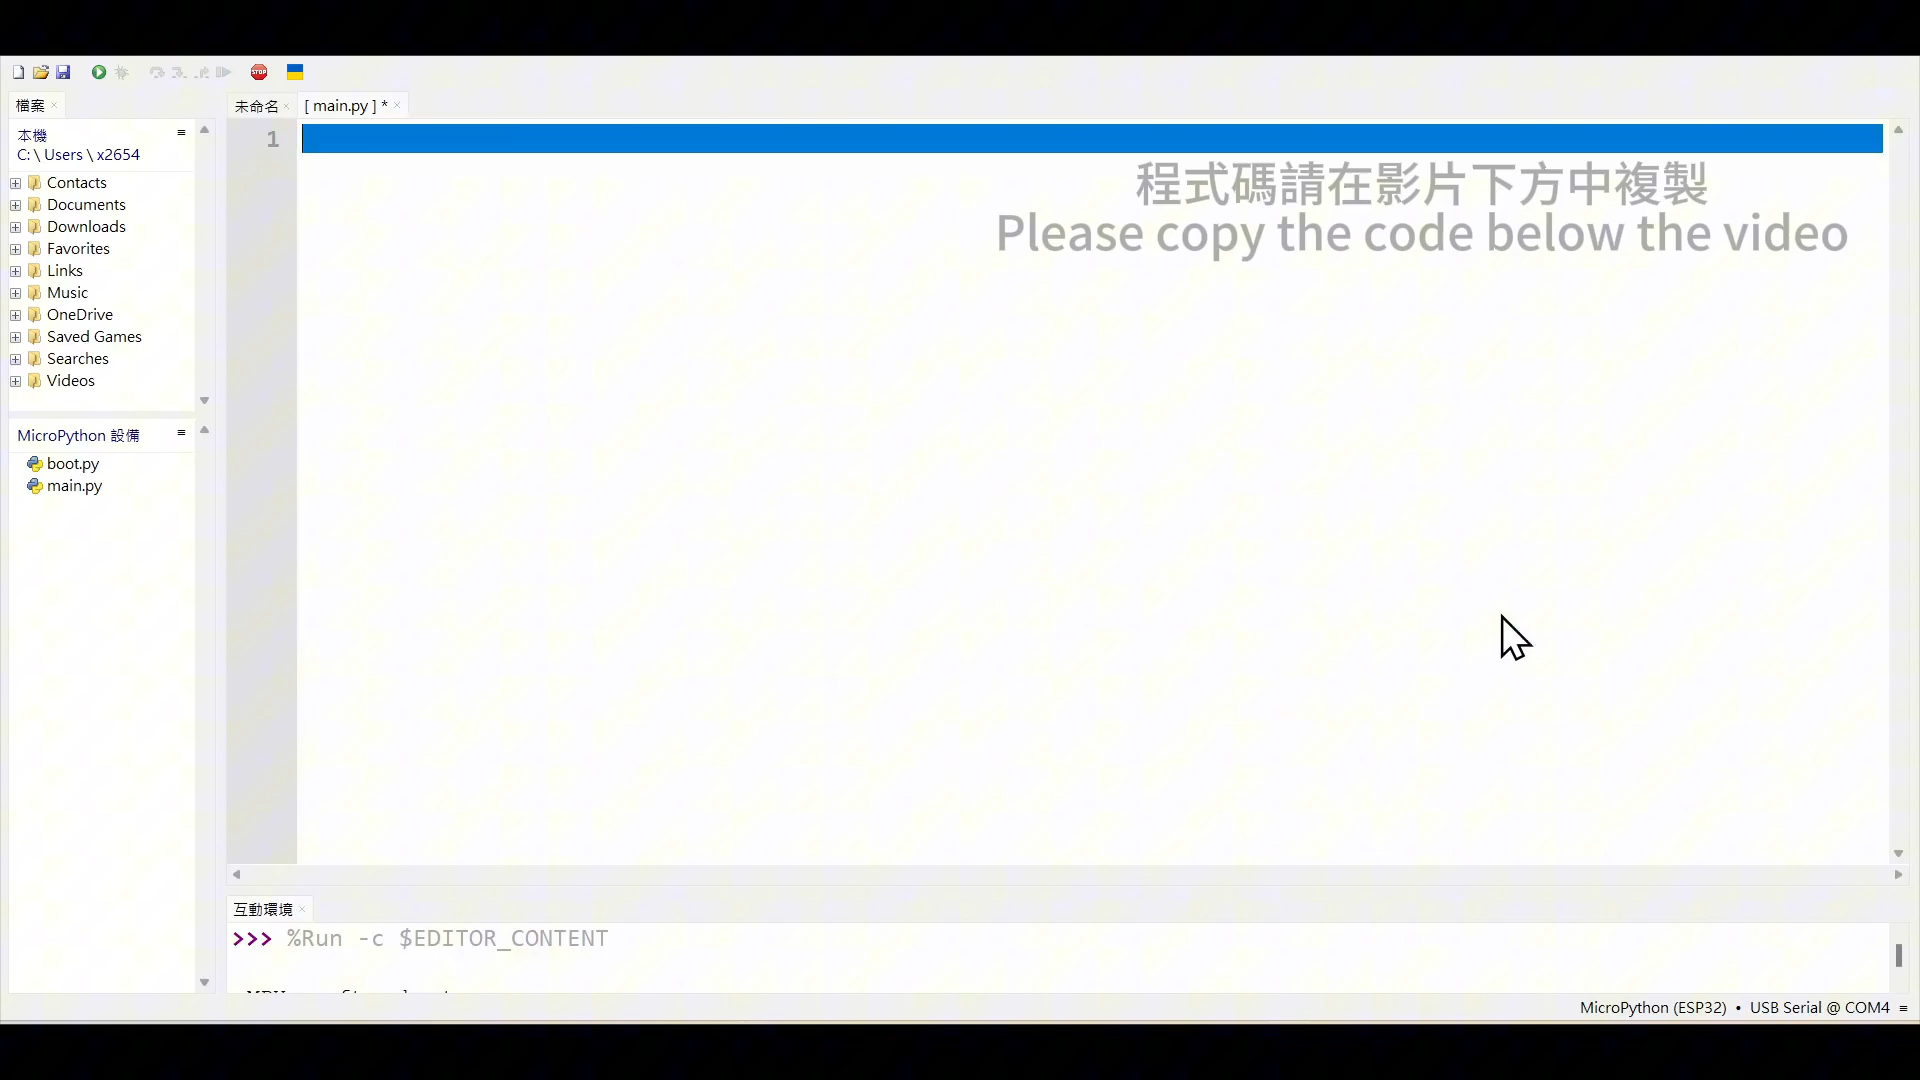 STOP
檔案
未命名
[ main.py ] *
本機
C: \ Users \ x2654
Contacts
Documents
Downloads
Favorites
Links
Music
OneDrive
Saved Games
Searches
Videos
MicroPython 設備
boot.py
main.py
1
程式碼請在影片下方中複製
Please copy the code below the video
互動環境
>>> %Run -c $EDITOR_CONTENT
MicroPython (ESP32) • USB Serial @ COM4 ≡